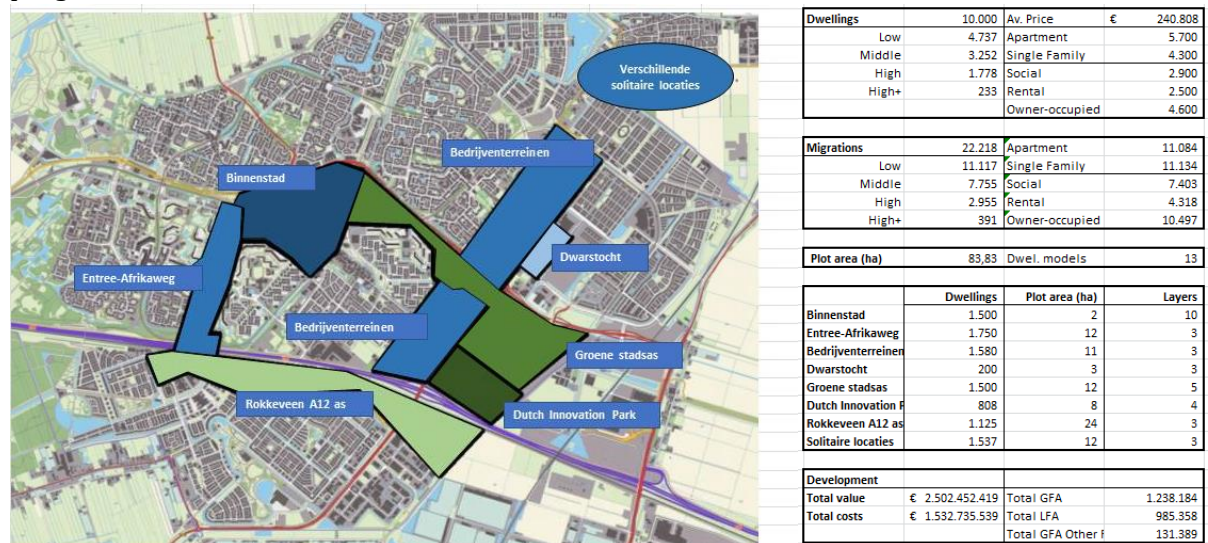 Verschillende
solitaire locaties
Bedrijventerreinen
Binnenstad
Dwarstocht
Entree-Afrikaweg
Bedrijventerreinen
Groene stadsas
Rokkeveen A12 as
Dutch Innovation Park
Dwellings 10.000 Av. Price € 240.808
Low 4.737 Apartment 5.700
Middle 3.252 Single Family 4.300
High 1.778 Social 2.900
High+ 233 Rental 2.500
Owner-occupied 4.600
Migrations 22.218 Apartment 11.084
Low 11.117 Single Family 11.134
Middle 7.755 Social 7.403
High 2.955 Rental 4.318
High+ 391 Owner-occupied 10.497
Plot area (ha) 83,83 Dwel. models 13
Dwellings Plot area (ha) Layers
Binnenstad 1.500 2 10
Entree-Afrikaweg 1.750 12 3
Bedrijventerreinen 1.580 11 3
Dwarstocht 200 3 3
Groene stadsas 1.500 12 5
Dutch Innovation P 808 8 4
Rokkeveen A12 as 1.125 24 3
Solitaire locaties 1.537 12 3
Development
Total value € 2.502.452.419 Total GFA 1.238.184
Total costs € 1.532.735.539 Total LFA 985.358
Total GFA Other F 131.389